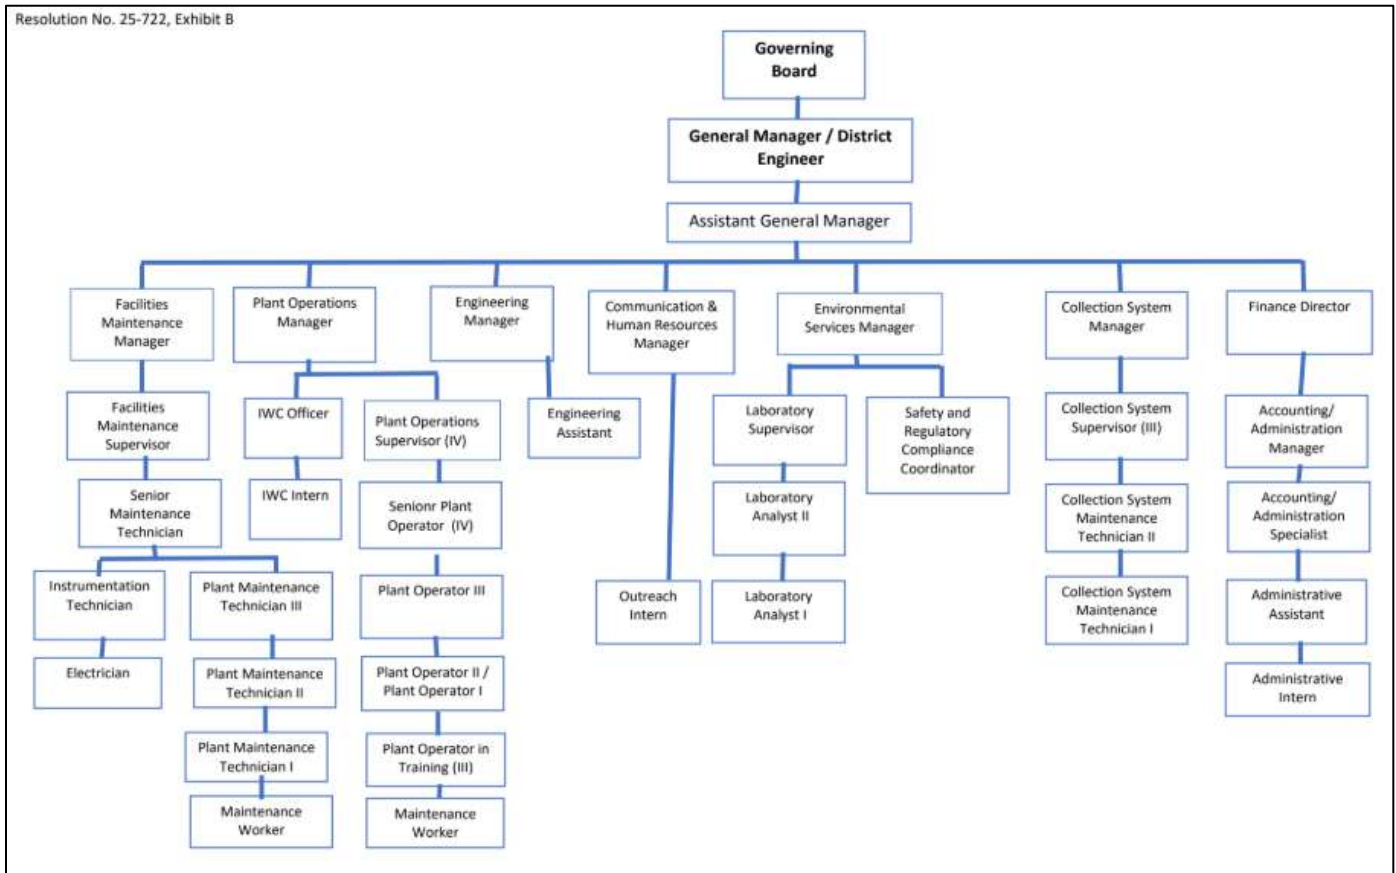 Resolution No. 25-722, Exhibit B
Governing
Board
General Manager / District
Engineer
Assistant General Manager
Facilities
Maintenance
Manager
Plant Operations
Manager
Engineering
Manager
Communication &
Human Resources
Manager
Environmental
Services Manager
Collection System
Manager
Finance Director
Facilities
Maintenance
Supervisor
IWC Officer
Plant Operations
Supervisor (IV)
Engineering
Assistant
Laboratory
Supervisor
Safety and
Regulatory
Compliance
Coordinator
Collection System
Supervisor (III)
Accounting/
Administration
Manager
Senior
Maintenance
Technician
IWC Intern
Senionr Plant
Operator (IV)
Laboratory
Analyst II
Collection System
Maintenance
Technician II
Accounting/
Administration
Specialist
Instrumentation
Technician
Plant Maintenance
Technician III
Plant Operator III
Outreach
Intern
Laboratory
Analyst I
Collection System
Maintenance
Technician I
Administrative
Assistant
Electrician
Plant Maintenance
Technician II
Plant Operator II /
Plant Operator I
Administrative
Intern
Plant Maintenance
Technician I
Plant Operator in
Training (III)
Maintenance
Worker
Maintenance
Worker